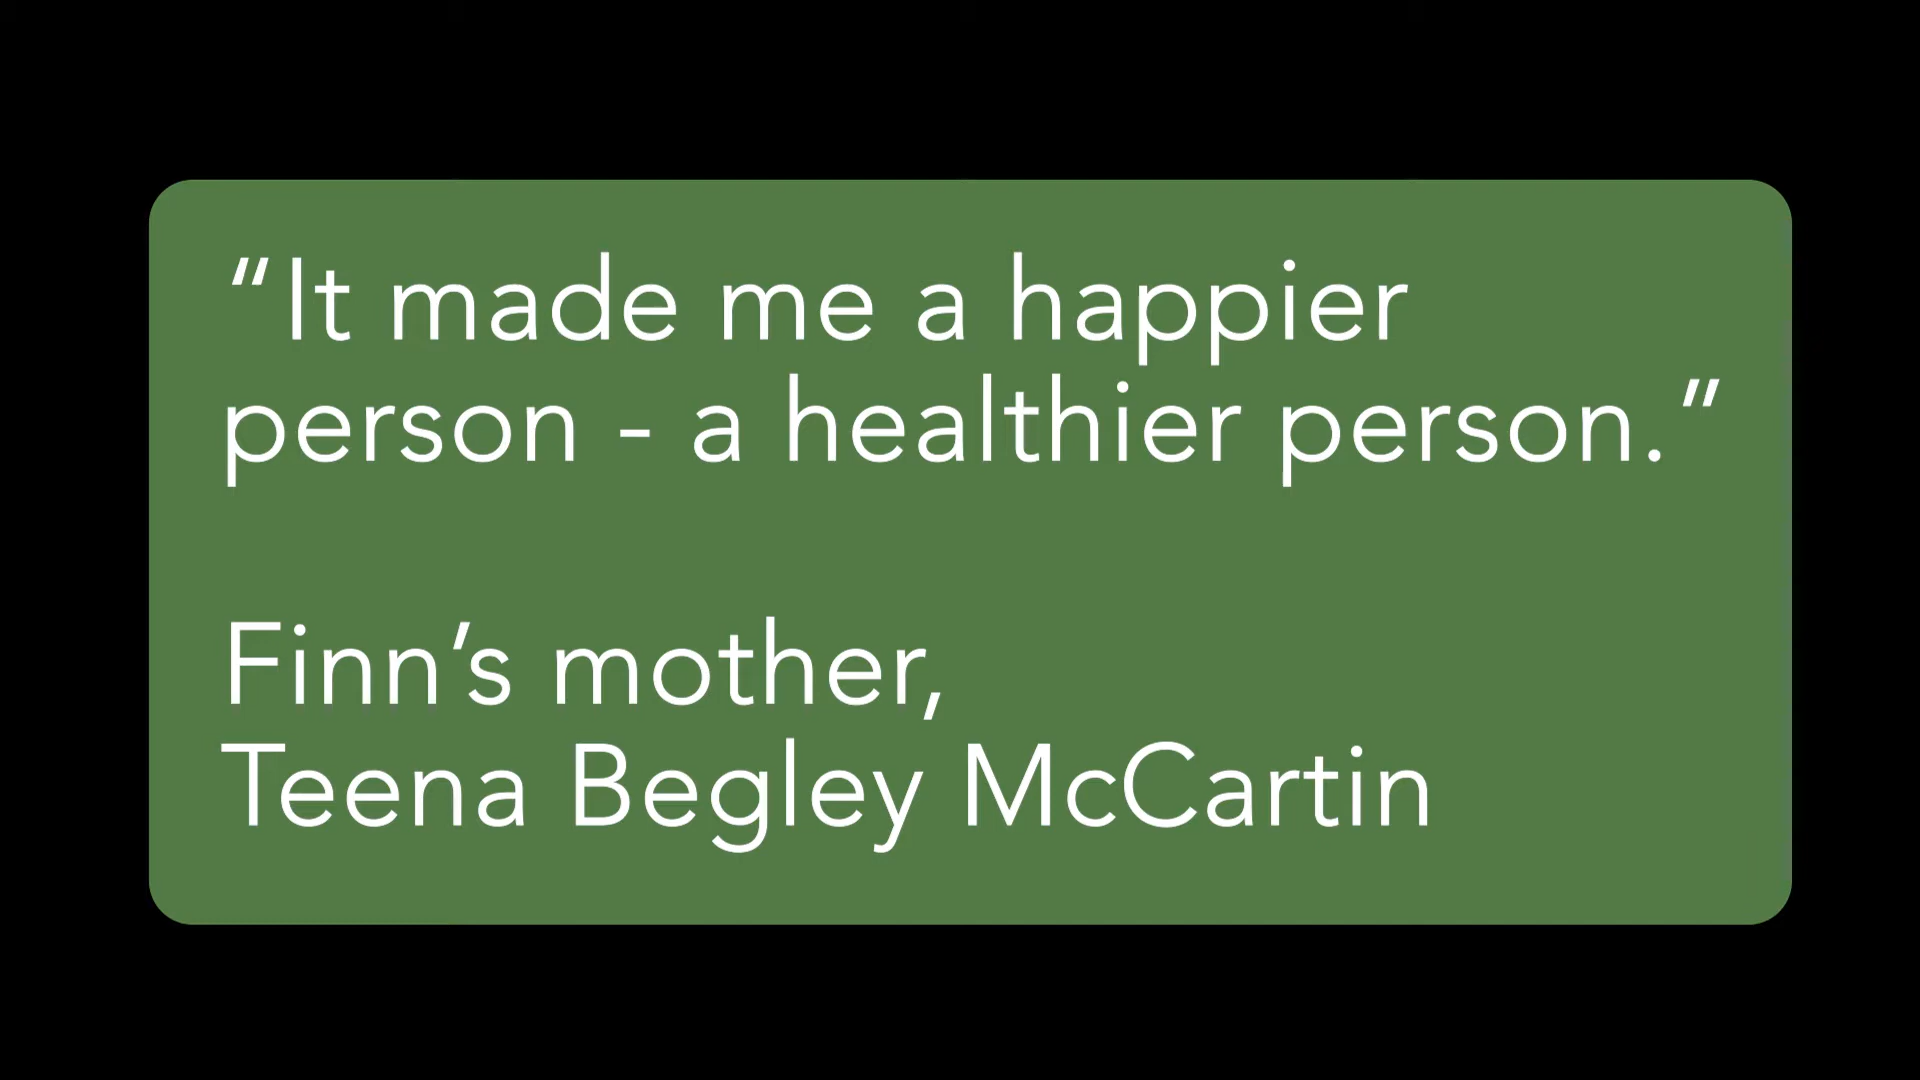 “It made me a happier
person - a healthier person.”
Finn’s mother,
Teena Begley McCartin